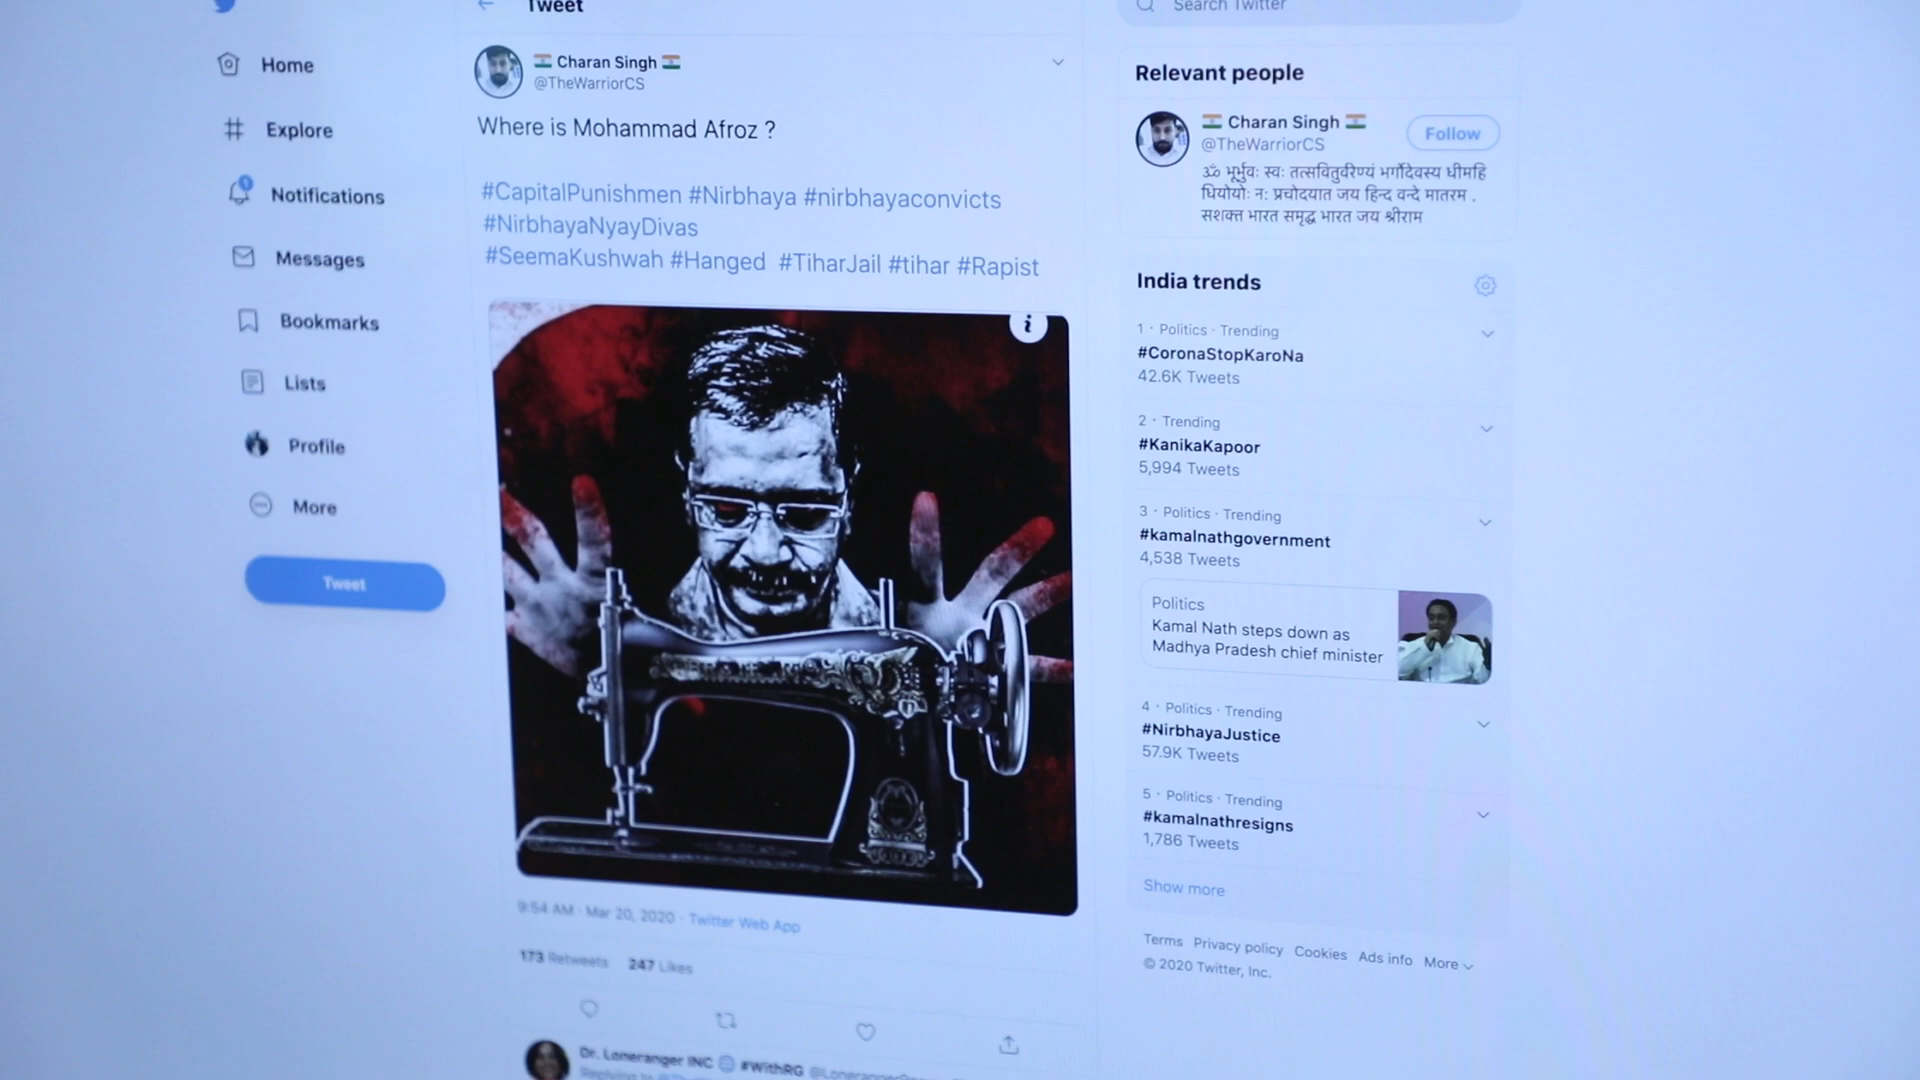 Tweet
Search Twitter
Home
Explore
Notifications
1
Messages
Bookmarks
Lists
Profile
More
Tweet
Charan Singh
@TheWarriorCS
Where is Mohammad Afroz ?
#CapitalPunishmen #Nirbhaya #nirbhayaconvicts
#NirbhayaNyayDivas
#SeemaKushwah #Hanged #TiharJail #tihar #Rapist
i
9:54 AM · Mar 20, 2020 · Twitter Web App
173 Retweets 247 Likes
Dr. Loneranger INC #WithRG
Replying to
Relevant people
Charan Singh
@TheWarriorCS
Follow
ॐ भूर्भुवः स्वः तत्सवितुर्वरेण्यं भर्गोदेवस्य धीमहि
धियोयोः नः प्रचोदयात जय हिन्द वन्दे मातरम .
सशक्त भारत समृद्ध भारत जय श्रीराम
India trends
1 · Politics · Trending
#CoronaStopKaroNa
42.6K Tweets
2 · Trending
#KanikaKapoor
5,994 Tweets
3 · Politics · Trending
#kamalnathgovernment
4,538 Tweets
Politics
Kamal Nath steps down as
Madhya Pradesh chief minister
4 · Politics · Trending
#NirbhayaJustice
57.9K Tweets
5 · Politics · Trending
#kamalnathresigns
1,786 Tweets
Show more
Terms Privacy policy Cookies Ads info More
© 2020 Twitter, Inc.